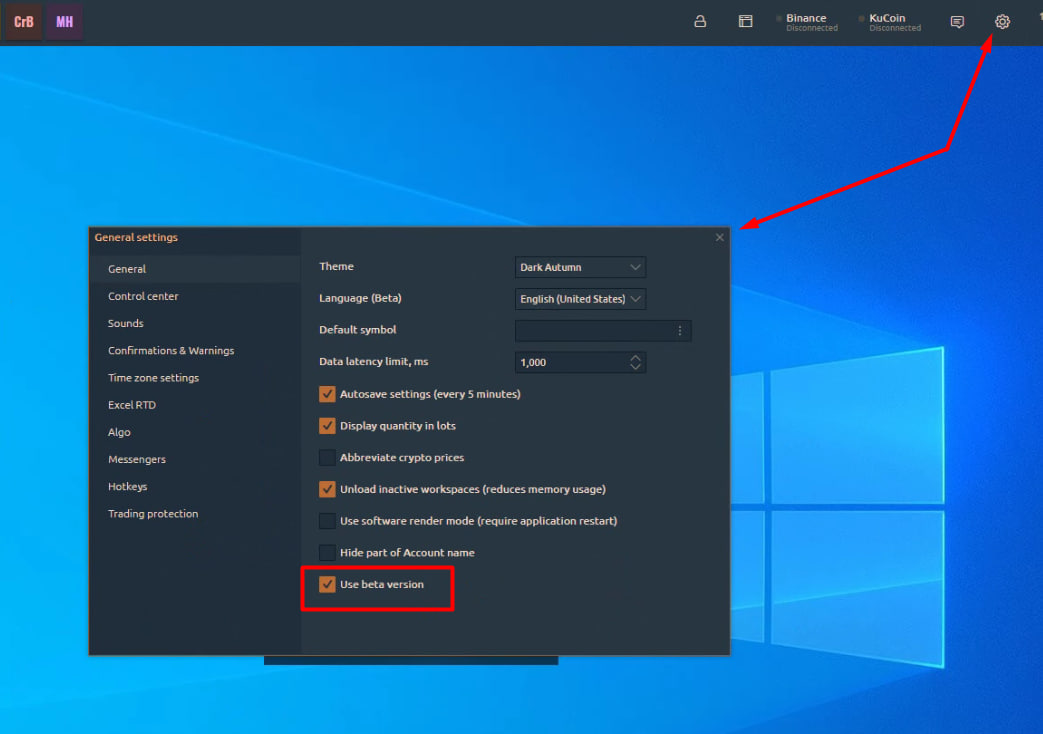 CrB MH Binance KuCoin
Disconnected Disconnected
General settings
General
Control center
Sounds
Confirmations & Warnings
Time zone settings
Excel RTD
Algo
Messengers
Hotkeys
Trading protection
Theme Dark Autumn
Language (Beta) English (United States)
Default symbol
Data latency limit, ms 1,000
Autosave settings (every 5 minutes)
Display quantity in lots
Abbreviate crypto prices
Unload inactive workspaces (reduces memory usage)
Use software render mode (require application restart)
Hide part of Account name
Use beta version